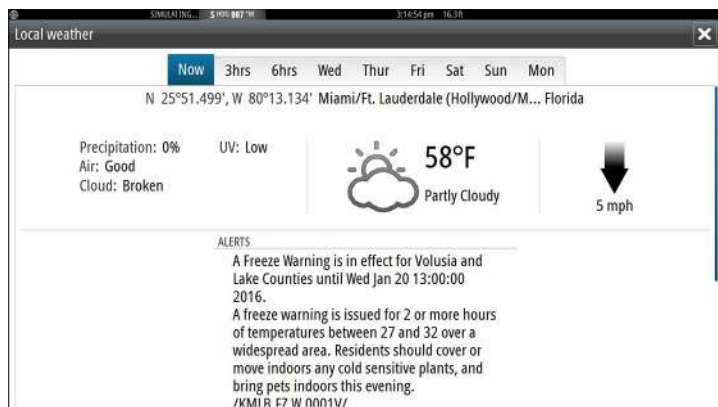 SIMULATING... S HDG 007 °M 3:14:54 pm 16.3ft
Local weather
Now 3hrs 6hrs Wed Thur Fri Sat Sun Mon
N 25°51.499', W 80°13.134' Miami/Ft. Lauderdale (Hollywood/M... Florida
Precipitation: 0% UV: Low
Air: Good
Cloud: Broken
58°F
Partly Cloudy
5 mph
ALERTS
A Freeze Warning is in effect for Volusia and
Lake Counties until Wed Jan 20 13:00:00
2016.
A freeze warning is issued for 2 or more hours
of temperatures between 27 and 32 over a
widespread area. Residents should cover or
move indoors any cold sensitive plants, and
bring pets indoors this evening.
/KMLB.FZ.W.0001V/